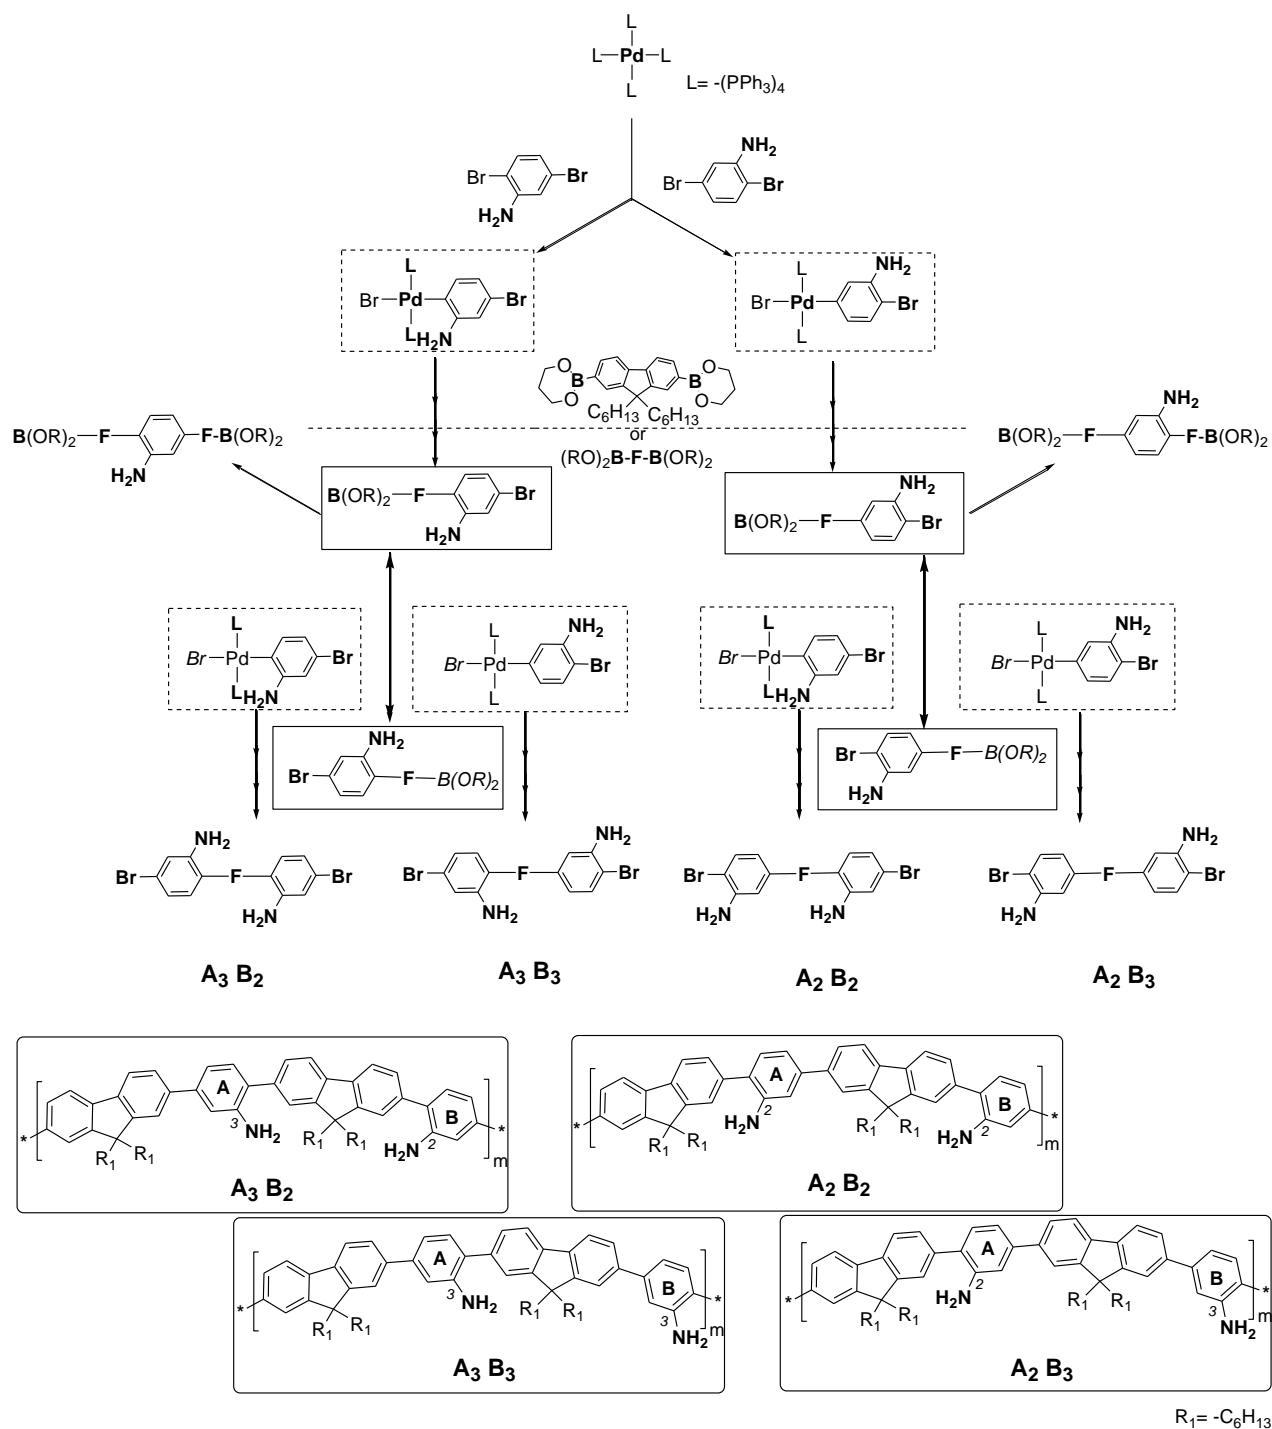 L
L Pd L
L
L= -(PPh3)4
Br Br
H2N
NH2
Br Br
L
Br Pd Br
L H2N
L NH2
Br Pd Br
L
O B B O
O O
C6H13 C6H13
or
(RO)2B-F-B(OR)2
B(OR)2 F F-B(OR)2
H2N
NH2
B(OR)2 F F-B(OR)2
B(OR)2 F Br
H2N
NH2
B(OR)2 F Br
L
Br Pd Br
L H2N
L NH2
Br Pd Br
L
L
Br Pd Br
L H2N
L NH2
Br Pd Br
L
NH2
Br F B(OR)2
Br F B(OR)2
H2N
NH2
Br F Br
H2N
NH2
Br F Br
NH2
Br F Br
H2N H2N
NH2
Br F Br
H2N
A3 B2
A3 B3
A2 B2
A2 B3
A
B
3 NH2
H2N 2
R1 R1
R1 R1
* *
m
A3 B2
A
B
2
H2N
H2N 2
R1 R1
R1 R1
* *
m
A2 B2
A
B
3 NH2
3
NH2
R1 R1
R1 R1
* *
m
A3 B3
A
B
2
H2N
3
NH2
R1 R1
R1 R1
* *
m
A2 B3
R1= -C6H13